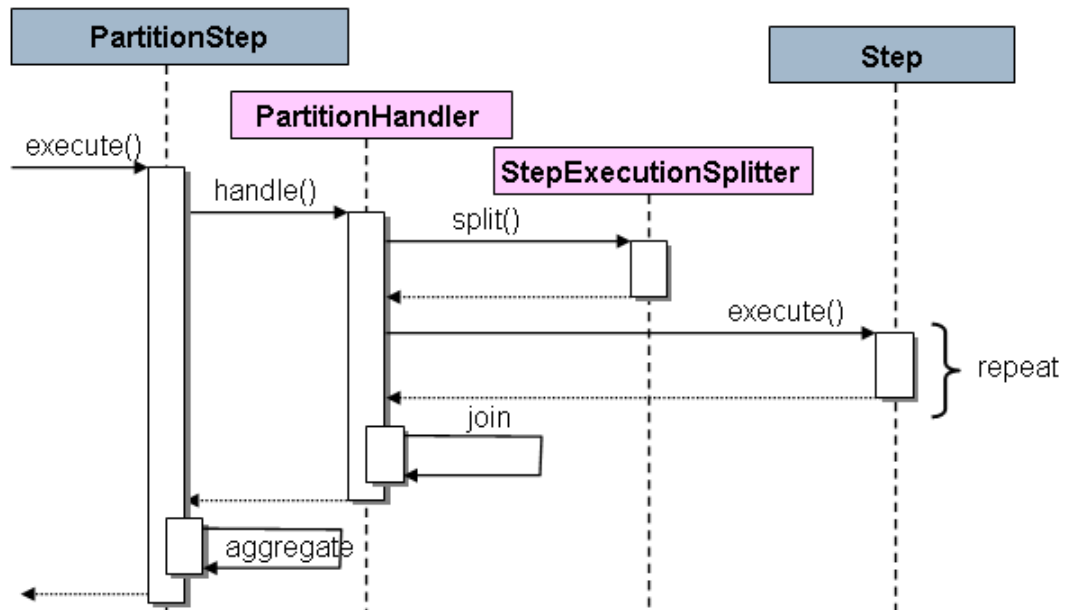 PartitionStep
Step
PartitionHandler
execute()
StepExecutionSplitter
handle()
split()
execute()
repeat
join
aggregate